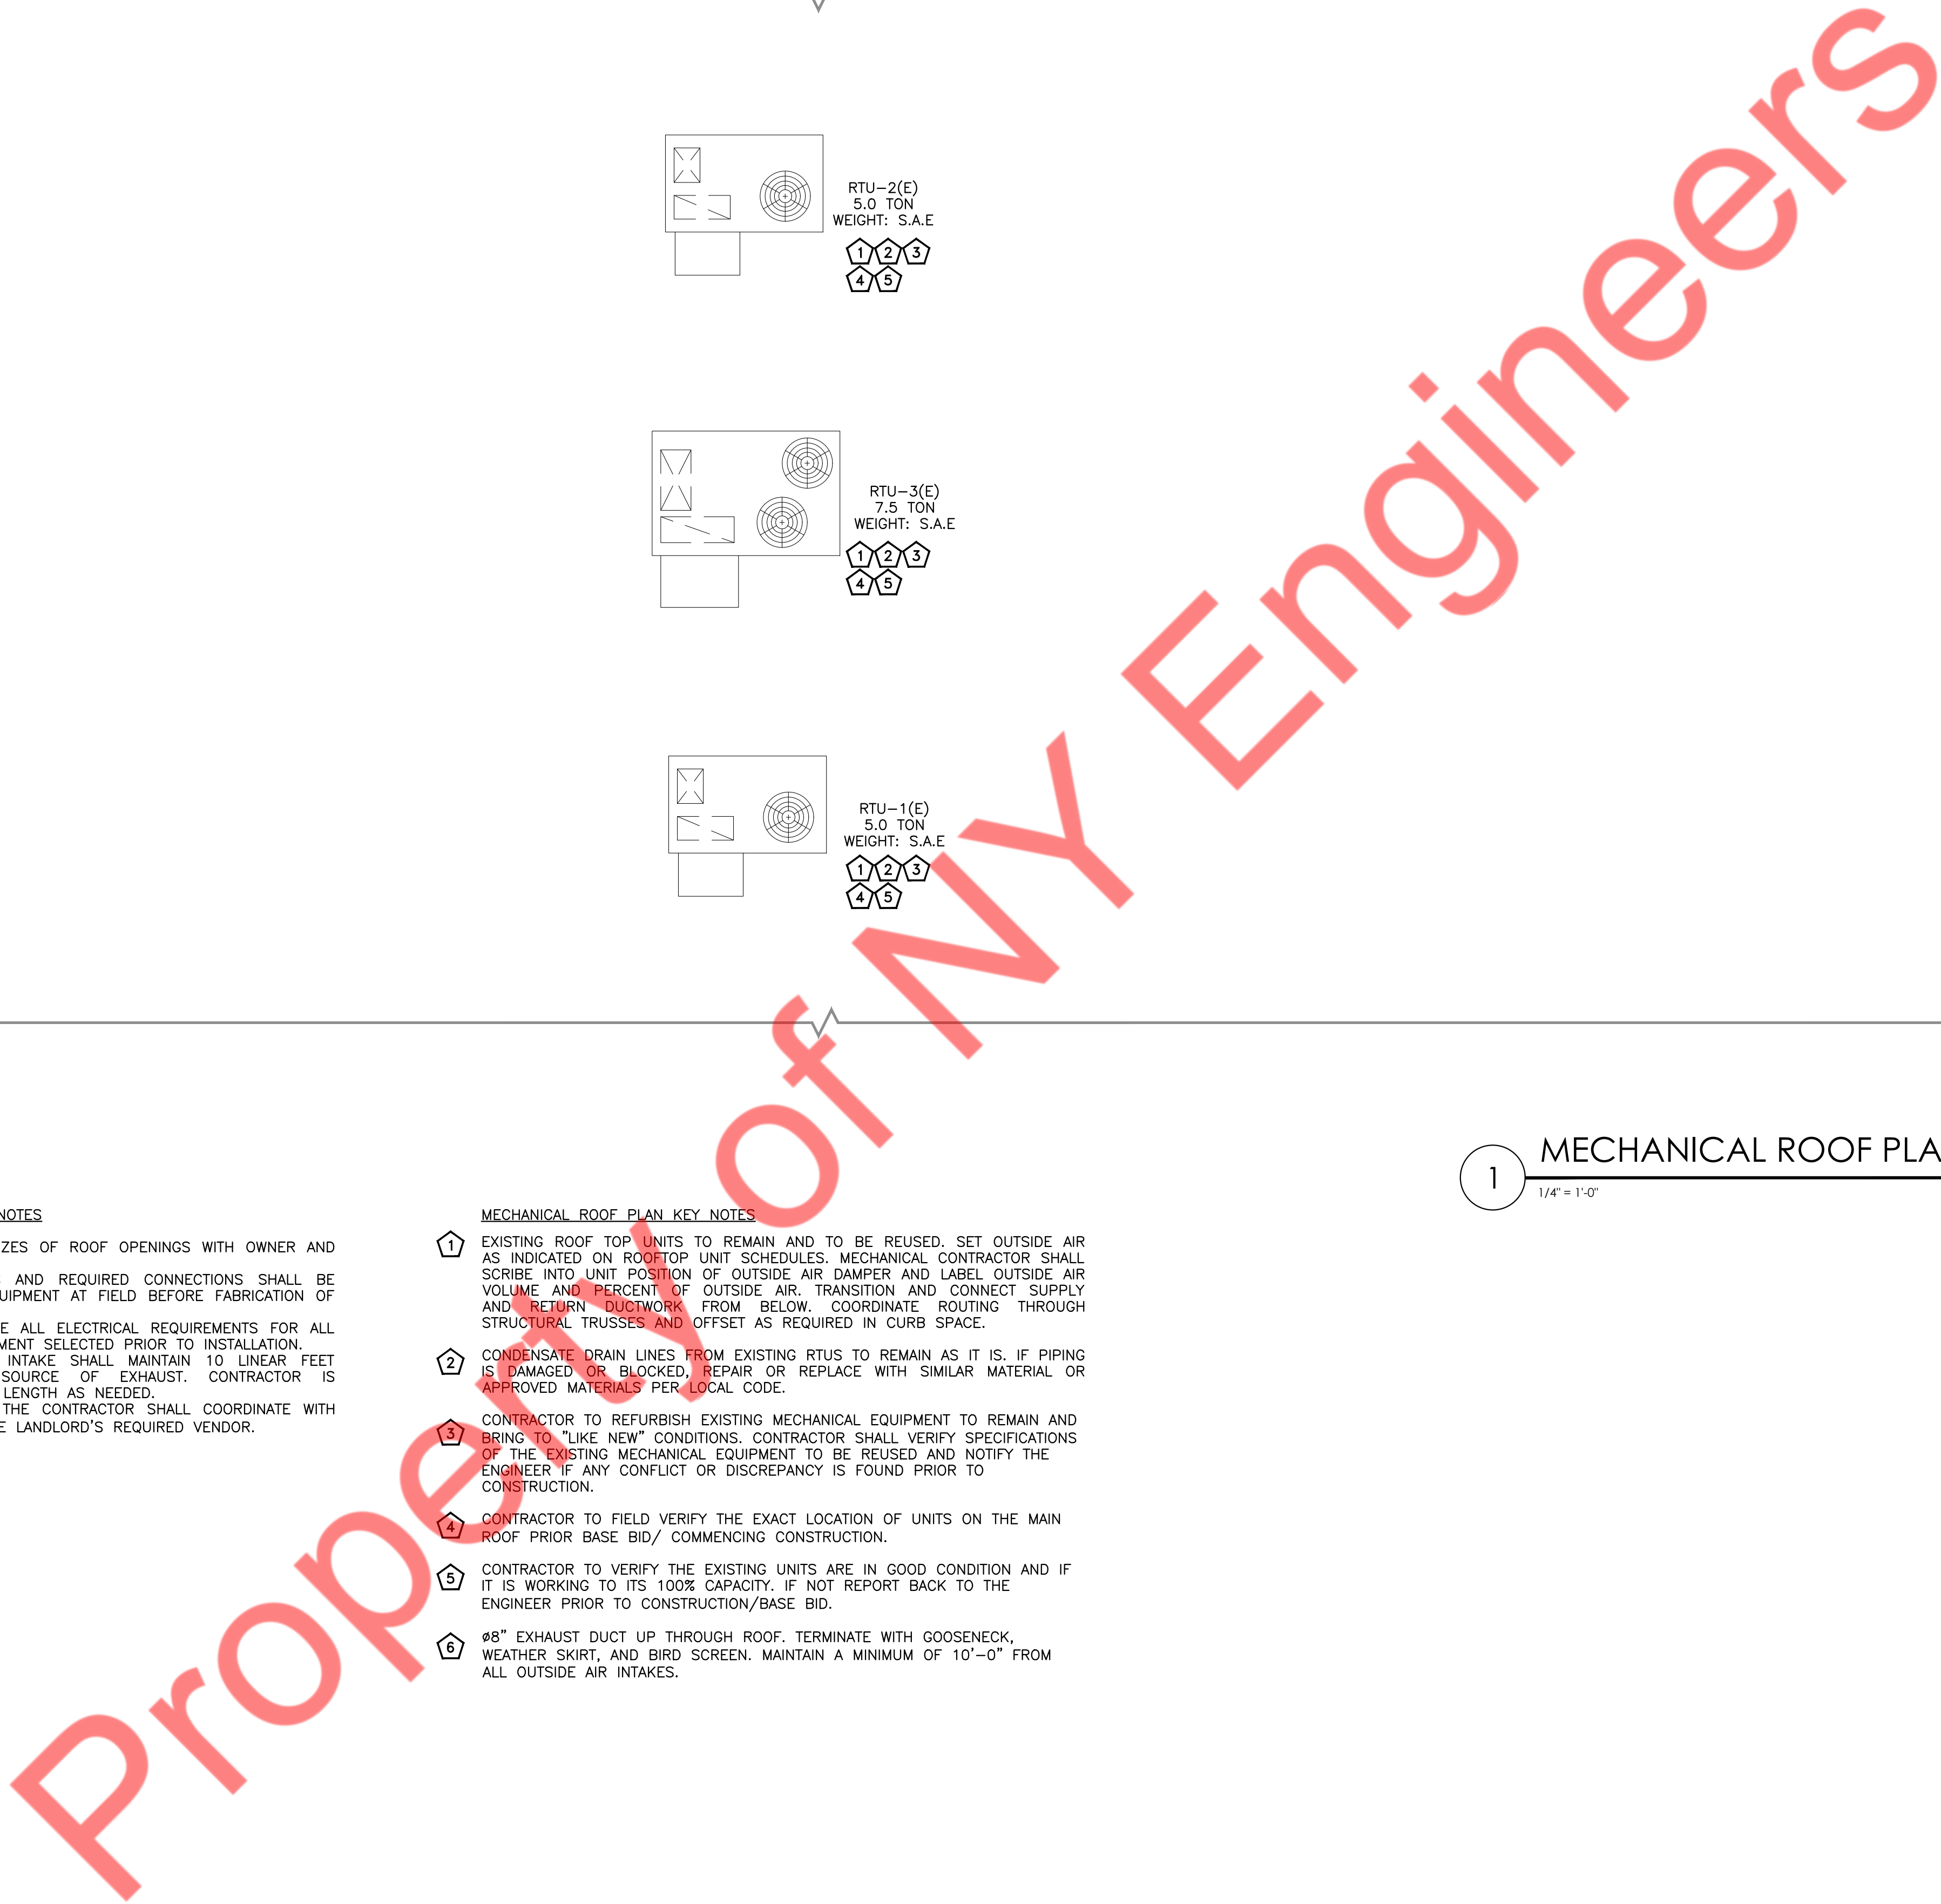 RTU-2(E)
5.0 TON
WEIGHT: S.A.E
1 2 3
4 5
RTU-3(E)
7.5 TON
WEIGHT: S.A.E
1 2 3
4 5
RTU-1(E)
5.0 TON
WEIGHT: S.A.E
1 2 3
4 5
Property of NY Engineers
1
MECHANICAL ROOF PLA
1/4" = 1'-0"
NOTES
ZES OF ROOF OPENINGS WITH OWNER AND
AND REQUIRED CONNECTIONS SHALL BE
UIPMENT AT FIELD BEFORE FABRICATION OF
E ALL ELECTRICAL REQUIREMENTS FOR ALL
MENT SELECTED PRIOR TO INSTALLATION.
INTAKE SHALL MAINTAIN 10 LINEAR FEET
SOURCE OF EXHAUST. CONTRACTOR IS
LENGTH AS NEEDED.
THE CONTRACTOR SHALL COORDINATE WITH
E LANDLORD'S REQUIRED VENDOR.
MECHANICAL ROOF PLAN KEY NOTES
1 EXISTING ROOF TOP UNITS TO REMAIN AND TO BE REUSED. SET OUTSIDE AIR
AS INDICATED ON ROOFTOP UNIT SCHEDULES. MECHANICAL CONTRACTOR SHALL
SCRIBE INTO UNIT POSITION OF OUTSIDE AIR DAMPER AND LABEL OUTSIDE AIR
VOLUME AND PERCENT OF OUTSIDE AIR. TRANSITION AND CONNECT SUPPLY
AND RETURN DUCTWORK FROM BELOW. COORDINATE ROUTING THROUGH
STRUCTURAL TRUSSES AND OFFSET AS REQUIRED IN CURB SPACE.
2 CONDENSATE DRAIN LINES FROM EXISTING RTUS TO REMAIN AS IT IS. IF PIPING
IS DAMAGED OR BLOCKED, REPAIR OR REPLACE WITH SIMILAR MATERIAL OR
APPROVED MATERIALS PER LOCAL CODE.
3 CONTRACTOR TO REFURBISH EXISTING MECHANICAL EQUIPMENT TO REMAIN AND
BRING TO "LIKE NEW" CONDITIONS. CONTRACTOR SHALL VERIFY SPECIFICATIONS
OF THE EXISTING MECHANICAL EQUIPMENT TO BE REUSED AND NOTIFY THE
ENGINEER IF ANY CONFLICT OR DISCREPANCY IS FOUND PRIOR TO
CONSTRUCTION.
4 CONTRACTOR TO FIELD VERIFY THE EXACT LOCATION OF UNITS ON THE MAIN
ROOF PRIOR BASE BID/ COMMENCING CONSTRUCTION.
5 CONTRACTOR TO VERIFY THE EXISTING UNITS ARE IN GOOD CONDITION AND IF
IT IS WORKING TO ITS 100% CAPACITY. IF NOT REPORT BACK TO THE
ENGINEER PRIOR TO CONSTRUCTION/BASE BID.
6 ø8" EXHAUST DUCT UP THROUGH ROOF. TERMINATE WITH GOOSENECK,
WEATHER SKIRT, AND BIRD SCREEN. MAINTAIN A MINIMUM OF 10'-0" FROM
ALL OUTSIDE AIR INTAKES.